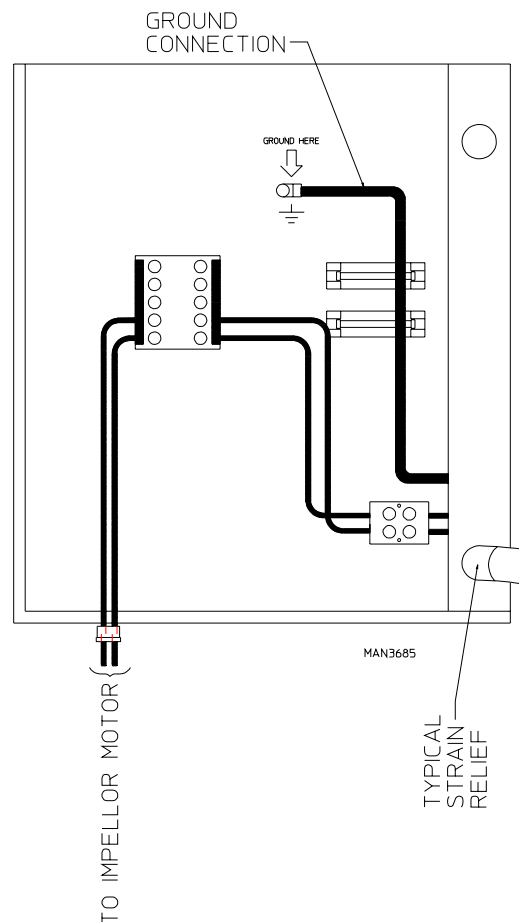 GROUND
CONNECTION
GROUND HERE
MAN3685
TYPICAL
STRAIN
RELIEF
TO IMPELLOR MOTOR